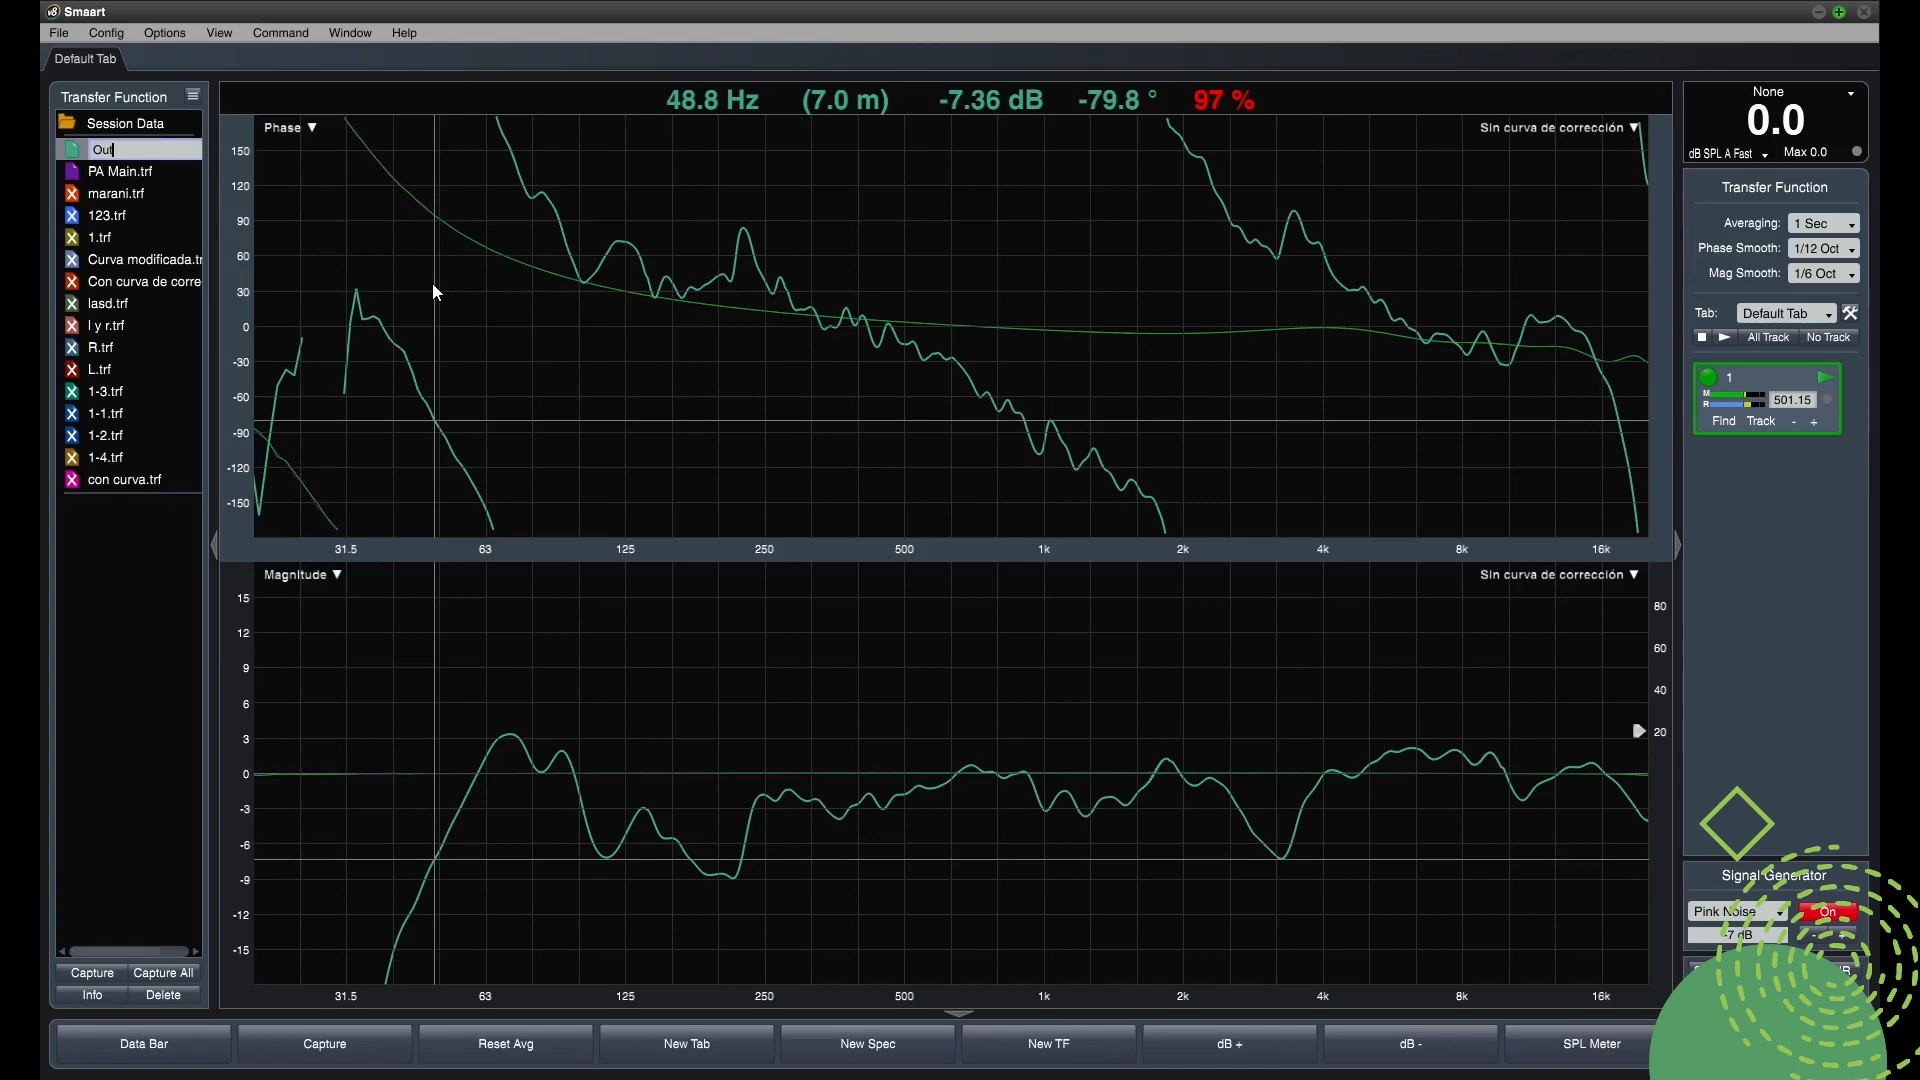 Smaart
File Config Options View Command Window Help
Default Tab
Transfer Function
Session Data
Out
PA Main.trf
marani.trf
123.trf
1.trf
Curva modificada.tr
Con curva de corre
lasd.trf
l y r.trf
R.trf
L.trf
1-3.trf
1-1.trf
1-2.trf
1-4.trf
con curva.trf
Capture Capture All
Info Delete
48.8 Hz (7.0 m) -7.36 dB -79.8 ° 97 %
Phase ▼ Sin curva de corrección ▼
150
120
90
60
30
0
-30
-60
-90
-120
-150
31.5 63 125 250 500 1k 2k 4k 8k 16k
Magnitude ▼ Sin curva de corrección ▼
15
12
9
6
3
0
-3
-6
-9
-12
-15
80
60
40
20
31.5 63 125 250 500 1k 2k 4k 8k 16k
None
0.0
dB SPL A Fast Max 0.0
Transfer Function
Averaging: 1 Sec
Phase Smooth: 1/12 Oct
Mag Smooth: 1/6 Oct
Tab: Default Tab
All Track No Track
1
M
R
501.15
Find Track - +
Signal Generator
Pink Noise On
-7 dB - +
Data Bar Capture Reset Avg New Tab New Spec New TF dB + dB - SPL Meter